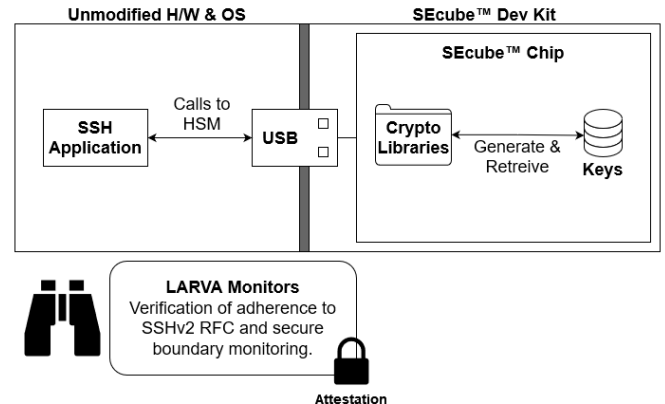 Unmodified H/W & OS
SEcube™ Dev Kit
SEcube™ Chip
SSH
Application
Calls to
HSM
USB
Crypto
Libraries
Generate &
Retreive
Keys
LARVA Monitors
Verification of adherence to
SSHv2 RFC and secure
boundary monitoring.
Attestation